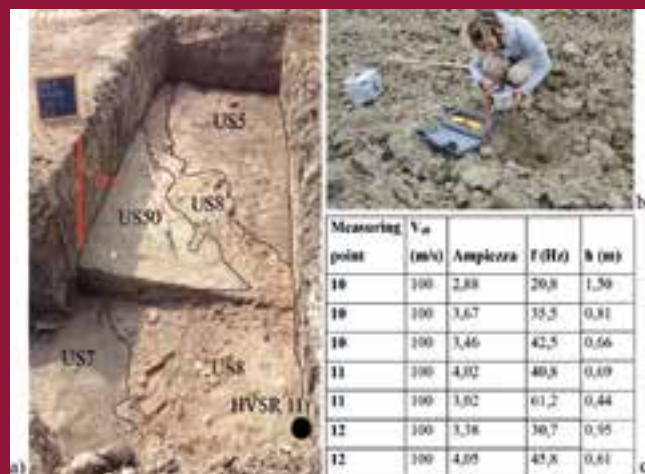 US5
US8
US50
US7
US8
HVSR 11
a)
b
Measuring point V (m/s) Ampiezza f (Hz) h (m)
10 100 2,88 20,8 1,50
10 100 3,67 35,5 0,81
10 100 3,46 42,5 0,66
11 100 4,02 40,8 0,69
11 100 3,02 61,2 0,44
12 100 3,38 30,7 0,95
12 100 4,05 45,8 0,61
c